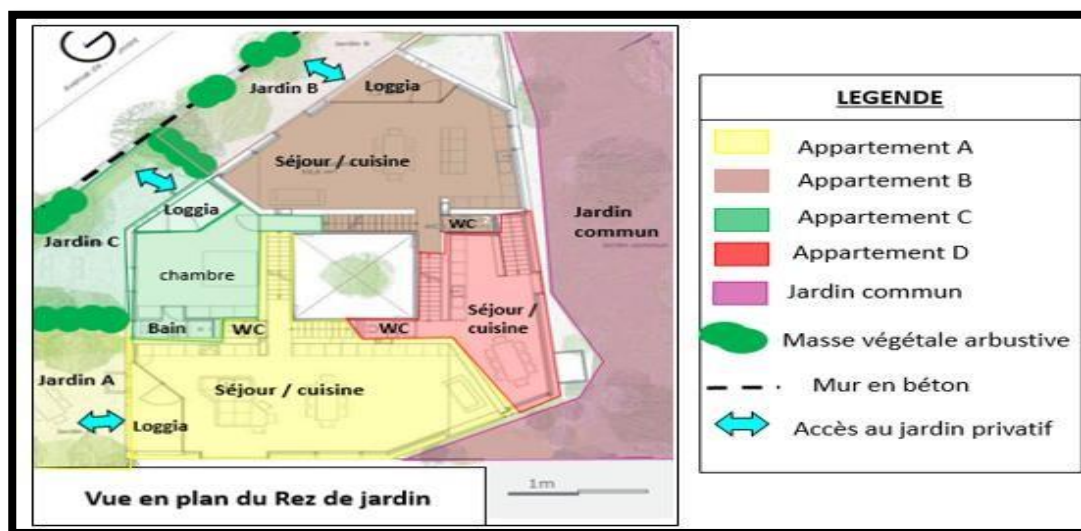 G
Jardin B
Loggia
Séjour / cuisine
Loggia
WC
Jardin
commun
Jardin C
chambre
Séjour /
cuisine
Bain
WC
WC
Jardin A
Séjour / cuisine
Loggia
Vue en plan du Rez de jardin
1m
LEGENDE
Appartement A
Appartement B
Appartement C
Appartement D
Jardin commun
Masse végétale arbustive
Mur en béton
Accès au jardin privatif